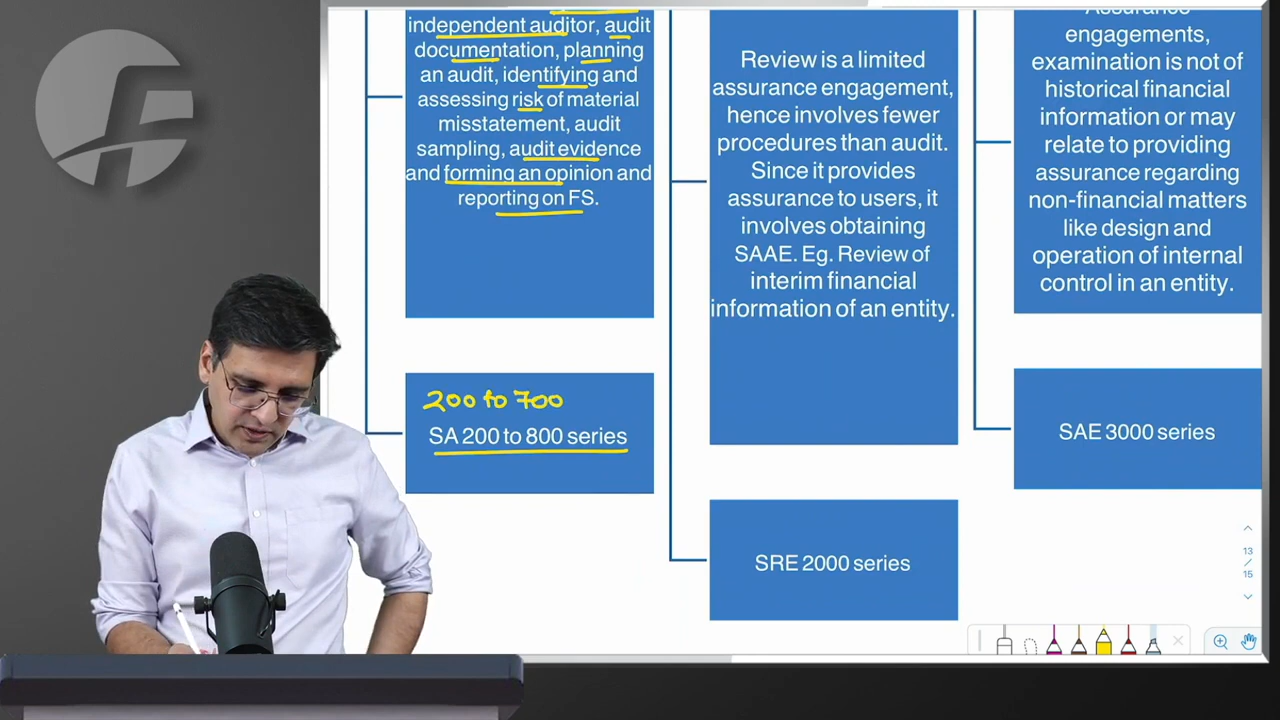 independent auditor, audit
documentation, planning
an audit, identifying and
assessing risk of material
misstatement, audit
sampling, audit evidence
and forming an opinion and
reporting on FS.
200 to 700
SA 200 to 800 series
Review is a limited
assurance engagement,
hence involves fewer
procedures than audit.
Since it provides
assurance to users, it
involves obtaining
SAAE. Eg. Review of
interim financial
information of an entity.
SRE 2000 series
Assurance
engagements,
examination is not of
historical financial
information or may
relate to providing
assurance regarding
non-financial matters
like design and
operation of internal
control in an entity.
SAE 3000 series
13
/
15